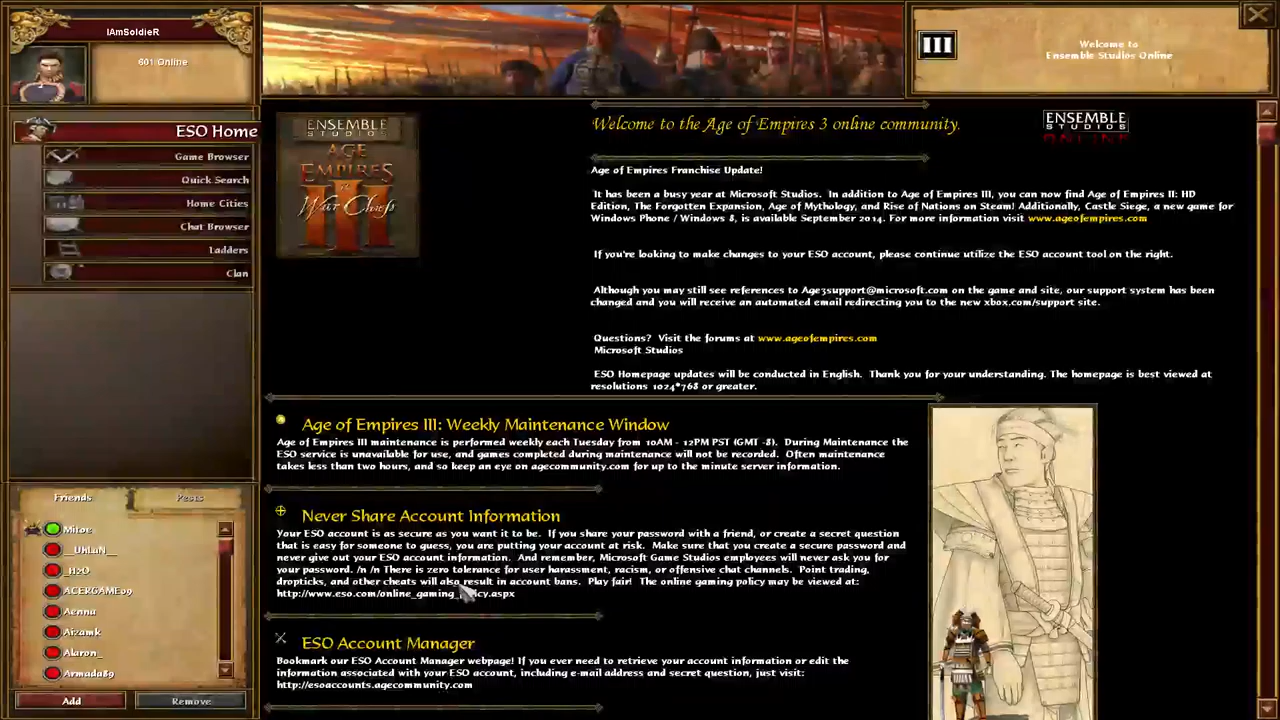 IAmSoldieR
801 Online
III
Welcome to
Ensemble Studios Online
ESO Home
Game Browser
Quick Search
Home Cities
Chat Browser
Ladders
Clan
ENSEMBLE
STUDIOS
AGE
OF
EMPIRES
III
The
War Chiefs
Welcome to the Age of Empires 3 online community.
ENSEMBLE
STUDIOS
ONLINE
Age of Empires Franchise Update!
It has been a busy year at Microsoft Studios. In addition to Age of Empires III, you can now find Age of Empires II: HD
Edition, The Forgotten Expansion, Age of Mythology, and Rise of Nations on Steam! Additionally, Castle Siege, a new game for
Windows Phone / Windows 8, is available September 2014. For more information visit www.ageofempires.com
If you're looking to make changes to your ESO account, please continue utilize the ESO account tool on the right.
Although you may still see references to Age3support@microsoft.com on the game and site, our support system has been
changed and you will receive an automated email redirecting you to the new xbox.com/support site.
Questions? Visit the forums at www.ageofempires.com
Microsoft Studios
ESO Homepage updates will be conducted in English. Thank you for your understanding. The homepage is best viewed at
resolutions 1024*768 or greater.
Age of Empires III: Weekly Maintenance Window
Age of Empires III maintenance is performed weekly each Tuesday from 10AM - 12PM PST (GMT -8). During Maintenance the
ESO service is unavailable for use, and games completed during maintenance will not be recorded. Often maintenance
takes less than two hours, and so keep an eye on agecommunity.com for up to the minute server information.
Never Share Account Information
Your ESO account is as secure as you want it to be. If you share your password with a friend, or create a secret question
that is easy for someone to guess, you are putting your account at risk. Make sure that you create a secure password and
never give out your ESO account information. And remember, Microsoft Game Studios employees will never ask you for
your password. /n /n There is zero tolerance for user harassment, racism, or offensive chat channels. Point trading,
dropticks, and other cheats will also result in account bans. Play fair! The online gaming policy may be viewed at:
http://www.eso.com/online_gaming_policy.aspx
ESO Account Manager
Bookmark our ESO Account Manager webpage! If you ever need to retrieve your account information or edit the
information associated with your ESO account, including e-mail address and secret question, just visit:
http://esoaccounts.agecommunity.com
Friends
Pests
Mitoe
__UHLaN__
_H2O
ACERGAME09
Aenna
Aizamk
Alaron_
Armada89
Add
Remove